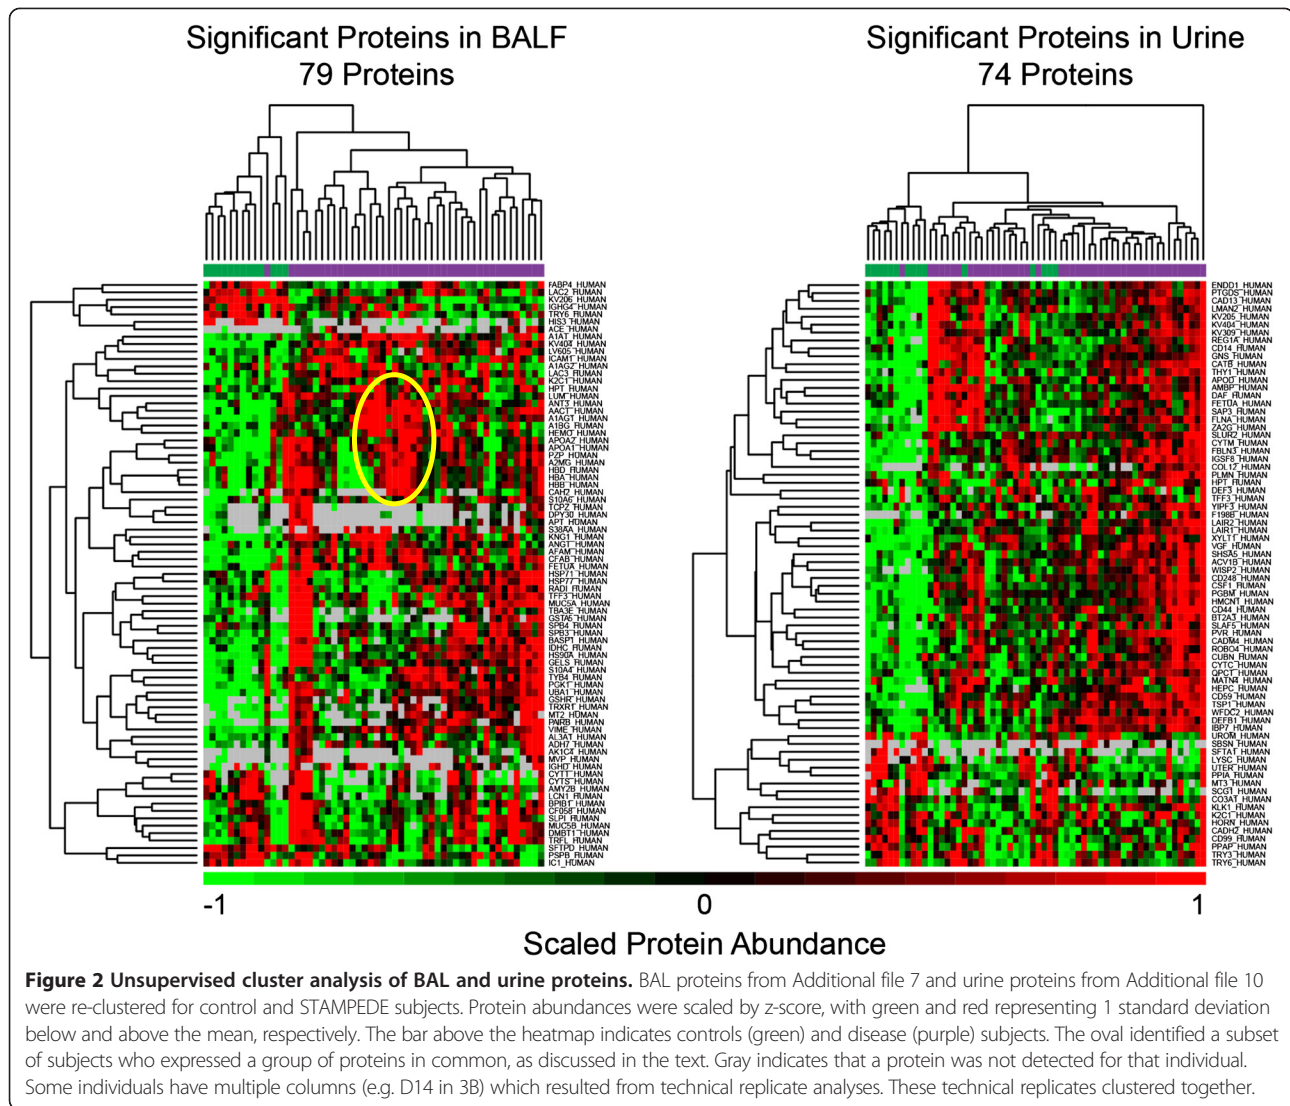 Significant Proteins in BALF
79 Proteins
FABP4_HUMAN
LAC2_HUMAN
KV206_HUMAN
IGHG4_HUMAN
TRY6_HUMAN
HIS3_HUMAN
ACE_HUMAN
A1AT_HUMAN
KV404_HUMAN
LV605_HUMAN
ICAM1_HUMAN
A1AG2_HUMAN
LAC3_HUMAN
K2C1_HUMAN
HPT_HUMAN
LUM_HUMAN
ANT3_HUMAN
AACT_HUMAN
A1AG1_HUMAN
A1BG_HUMAN
HEMO_HUMAN
APOA2_HUMAN
APOA1_HUMAN
PZP_HUMAN
A2MG_HUMAN
HBD_HUMAN
HBA_HUMAN
HBB_HUMAN
CAH2_HUMAN
S10A6_HUMAN
TCPZ_HUMAN
DPY30_HUMAN
APT_HUMAN
S38AA_HUMAN
KNG1_HUMAN
ANGT_HUMAN
AFAM_HUMAN
CFAB_HUMAN
FETUA_HUMAN
HSP71_HUMAN
HSP77_HUMAN
RADI_HUMAN
TFF3_HUMAN
MUC5A_HUMAN
TBA3E_HUMAN
GSTA5_HUMAN
SPB4_HUMAN
SPB3_HUMAN
BASP1_HUMAN
IDHC_HUMAN
HS90A_HUMAN
GELS_HUMAN
S10A4_HUMAN
TYB4_HUMAN
PGK1_HUMAN
UBA1_HUMAN
GSHR_HUMAN
TRXR1_HUMAN
MT2_HUMAN
PNRB_HUMAN
VIME_HUMAN
AL3A1_HUMAN
ADH7_HUMAN
AK1C4_HUMAN
MVP_HUMAN
IGHD_HUMAN
CYTT_HUMAN
CYTS_HUMAN
AMY2B_HUMAN
LCN1_HUMAN
BPIB1_HUMAN
CF058_HUMAN
SLPI_HUMAN
MUC5B_HUMAN
DMBT1_HUMAN
TRFL_HUMAN
SFTPD_HUMAN
PSPB_HUMAN
IC1_HUMAN
Significant Proteins in Urine
74 Proteins
ENDD1_HUMAN
PTGDS_HUMAN
CAD13_HUMAN
LMAN2_HUMAN
KV205_HUMAN
KV404_HUMAN
KV309_HUMAN
REG1A_HUMAN
CD14_HUMAN
GNS_HUMAN
CATB_HUMAN
THY1_HUMAN
APOD_HUMAN
AMBP_HUMAN
DAF_HUMAN
FETUA_HUMAN
SAP3_HUMAN
FLNA_HUMAN
ZA2G_HUMAN
SLUR2_HUMAN
CYTM_HUMAN
FBLN3_HUMAN
IGSF8_HUMAN
COL12_HUMAN
PLMN_HUMAN
HPT_HUMAN
DEF3_HUMAN
TFF3_HUMAN
YIPF3_HUMAN
F198B_HUMAN
LAIR2_HUMAN
LAIR1_HUMAN
XYLT1_HUMAN
VGF_HUMAN
SHSA5_HUMAN
ACV1B_HUMAN
WISP2_HUMAN
CD248_HUMAN
CSF1_HUMAN
PGBM_HUMAN
HMCN1_HUMAN
CD44_HUMAN
BT2A3_HUMAN
SLAF5_HUMAN
PVR_HUMAN
CADM4_HUMAN
ROBO4_HUMAN
CUBN_HUMAN
CYTC_HUMAN
QPCT_HUMAN
MATN4_HUMAN
HEPC_HUMAN
CD59_HUMAN
TSP1_HUMAN
WFDC2_HUMAN
DEFB1_HUMAN
IBP7_HUMAN
UROM_HUMAN
SBSN_HUMAN
SFTA1_HUMAN
LYSC_HUMAN
UTER_HUMAN
PPIA_HUMAN
MT3_HUMAN
SCG1_HUMAN
CO3A1_HUMAN
KLK1_HUMAN
K2C1_HUMAN
HORN_HUMAN
CADH2_HUMAN
CD99_HUMAN
PPAP_HUMAN
TRY3_HUMAN
TRY6_HUMAN
-1 0 1
Scaled Protein Abundance
Figure 2 Unsupervised cluster analysis of BAL and urine proteins. BAL proteins from Additional file 7 and urine proteins from Additional file 10
were re-clustered for control and STAMPEDE subjects. Protein abundances were scaled by z-score, with green and red representing 1 standard deviation
below and above the mean, respectively. The bar above the heatmap indicates controls (green) and disease (purple) subjects. The oval identified a subset
of subjects who expressed a group of proteins in common, as discussed in the text. Gray indicates that a protein was not detected for that individual.
Some individuals have multiple columns (e.g. D14 in 3B) which resulted from technical replicate analyses. These technical replicates clustered together.